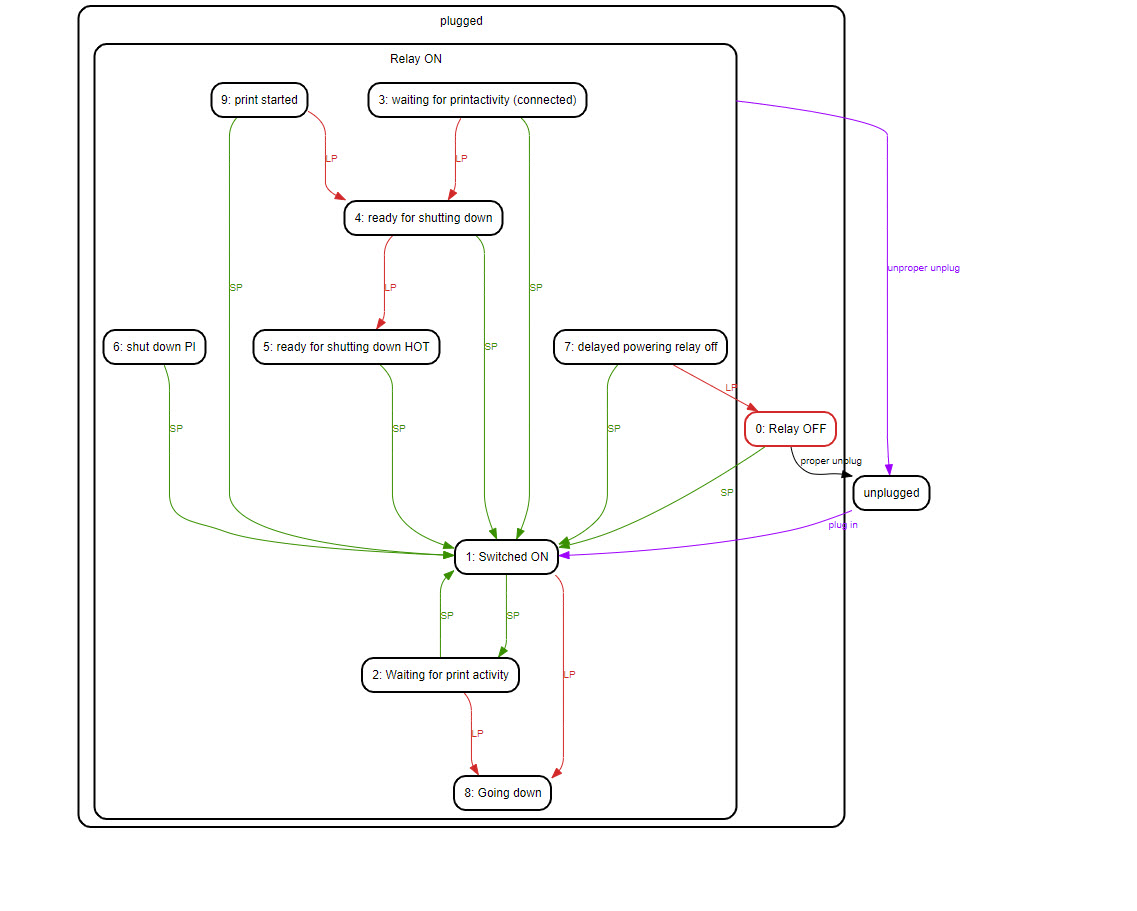 plugged
Relay ON
9: print started
3: waiting for printactivity (connected)
LP
LP
4: ready for shutting down
unproper unplug
SP
LP
SP
6: shut down PI
5: ready for shutting down HOT
SP
7: delayed powering relay off
LP
SP
SP
SP
0: Relay OFF
proper unplug
SP
unplugged
plug in
1: Switched ON
SP
SP
2: Waiting for print activity
LP
LP
8: Going down